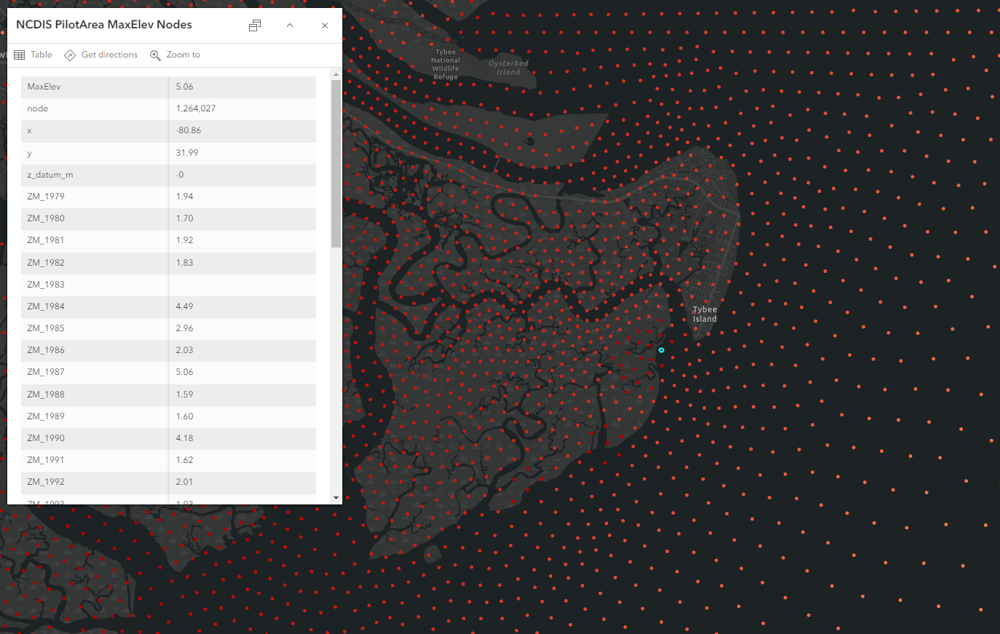 NCDIS PilotArea MaxElev Nodes
Table Get directions Zoom to
MaxElev 5.06
node 1,264,027
x -80.86
y 31.99
z_datum_m -0
ZM_1979 1.94
ZM_1980 1.70
ZM_1981 1.92
ZM_1982 1.83
ZM_1983
ZM_1984 4.49
ZM_1985 2.96
ZM_1986 2.03
ZM_1987 5.06
ZM_1988 1.59
ZM_1989 1.60
ZM_1990 4.18
ZM_1991 1.62
ZM_1992 2.01
ZM_1993 1.93
Tybee
National
Wildlife
Refuge
Oysterbed
Island
Tybee
Island